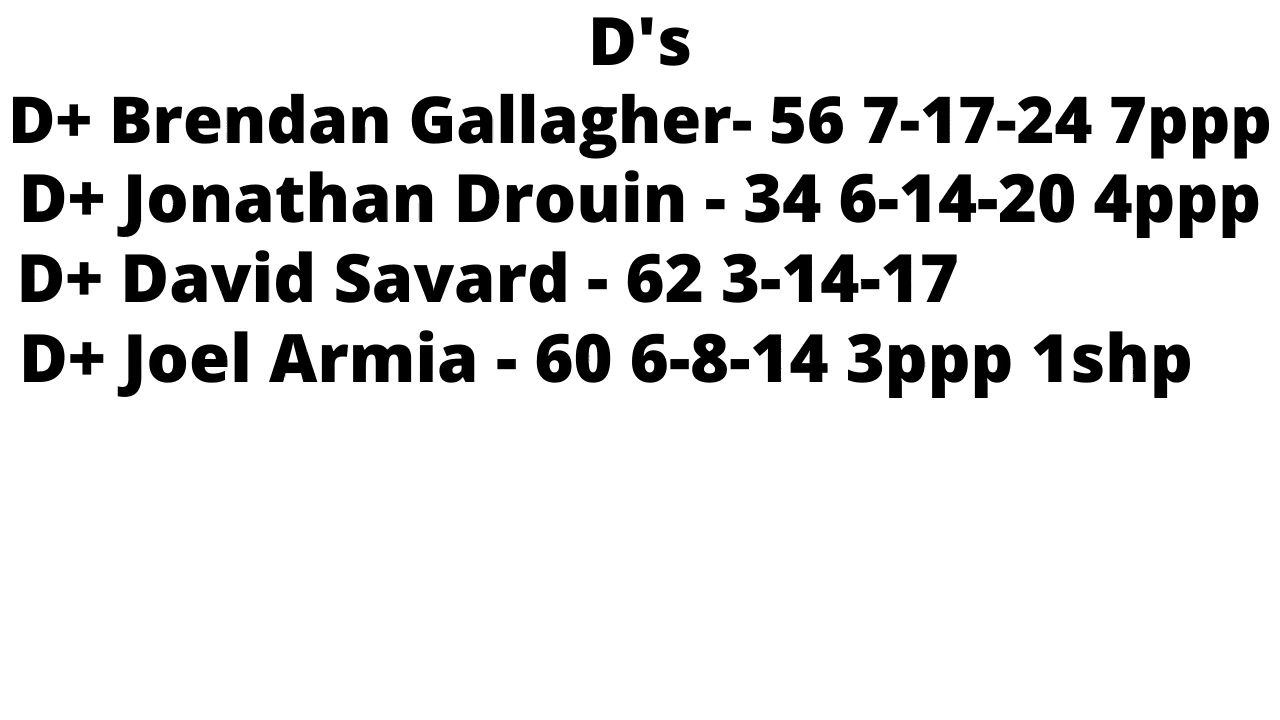 D's
D+ Brendan Gallagher- 56 7-17-24 7ppp
D+ Jonathan Drouin - 34 6-14-20 4ppp
D+ David Savard - 62 3-14-17
D+ Joel Armia - 60 6-8-14 3ppp 1shp